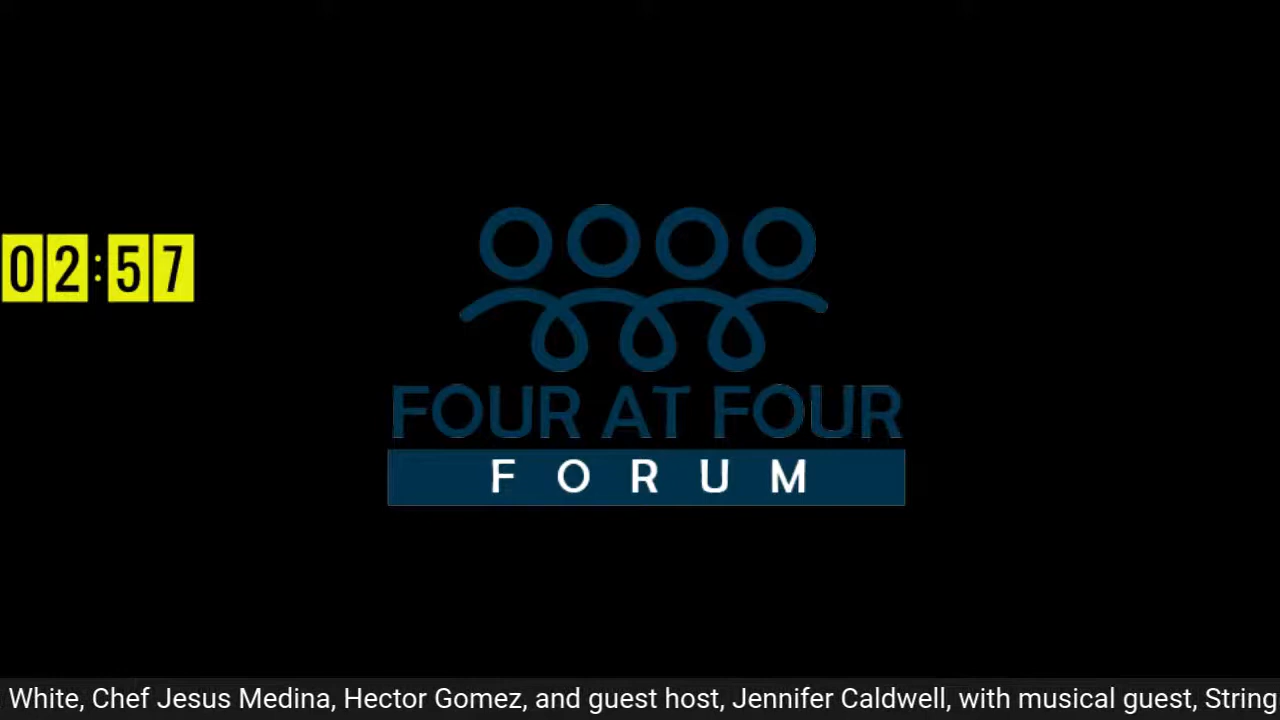 02:57
FOUR AT FOUR
FORUM
White, Chef Jesus Medina, Hector Gomez, and guest host, Jennifer Caldwell, with musical guest, String